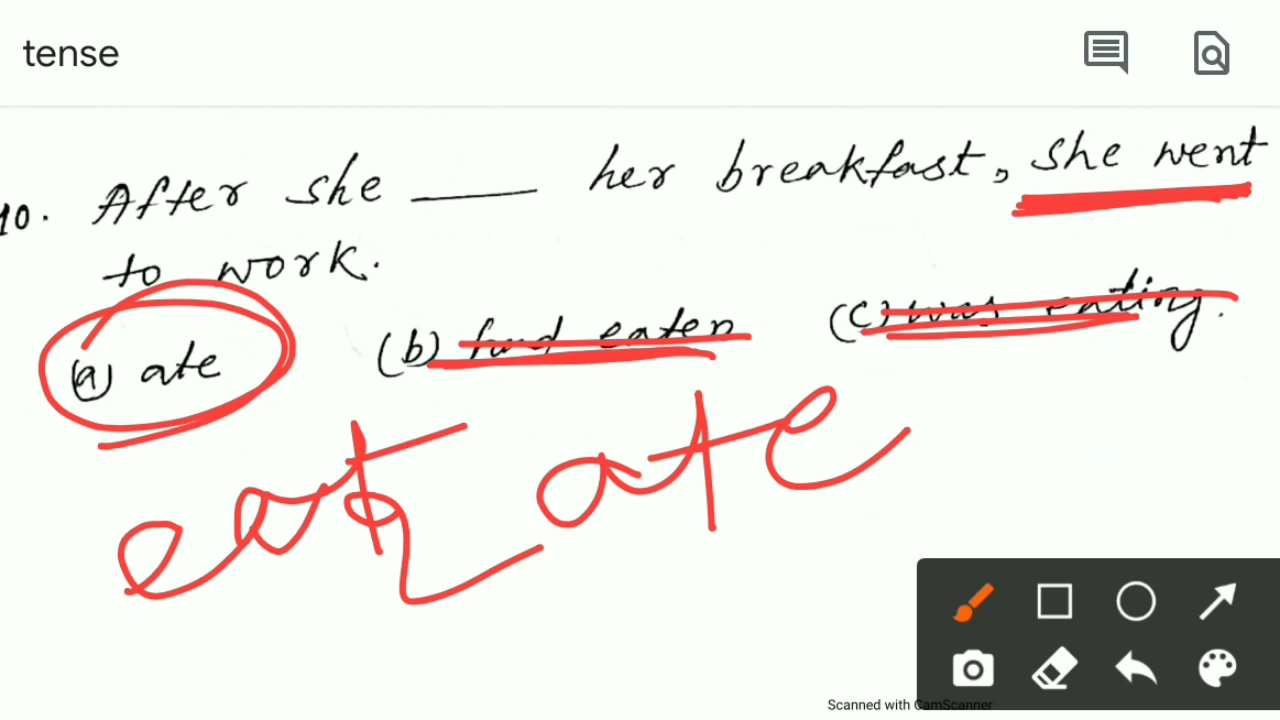 tense
10. After she ____ her breakfast, she went
to work.
(a) ate (b) had eaten (c) was eating.
eat, ate
Scanned with CamScanner